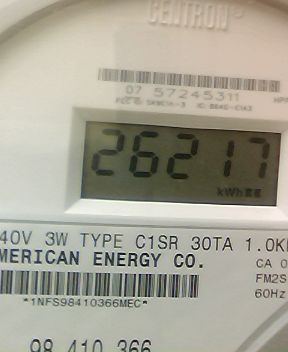 CENTRON®
07 57245311
26217
kWh
40V 3W TYPE C1SR 30TA 1.0K
MERICAN ENERGY CO.
CA 0
FM2S
60Hz
*1NFS98410366MEC*
98 410 366